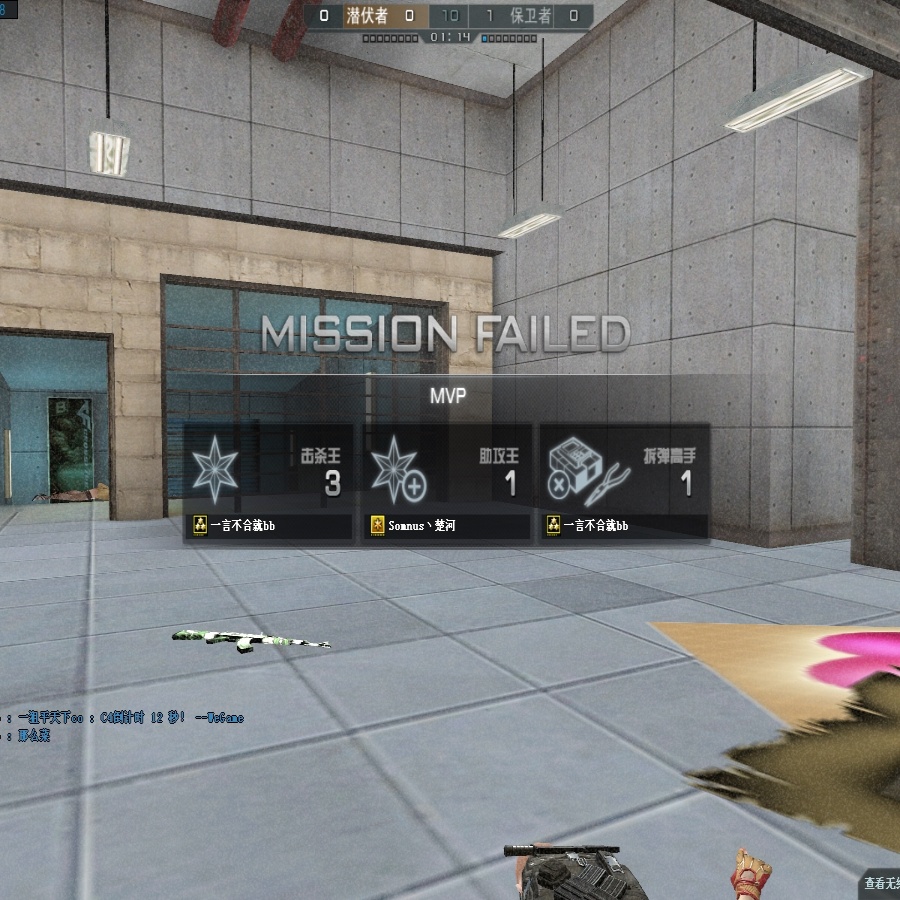 8
0 潜伏者 0 10 1 保卫者 0
01:14
MISSION FAILED
MVP
击杀王 助攻王 拆弹高手
3 1 1
一言不合就bb Somnus丶楚河 一言不合就bb
: 一狙平天下co : C4倒计时 12 秒! --WeGame
: 那么菜
查看无